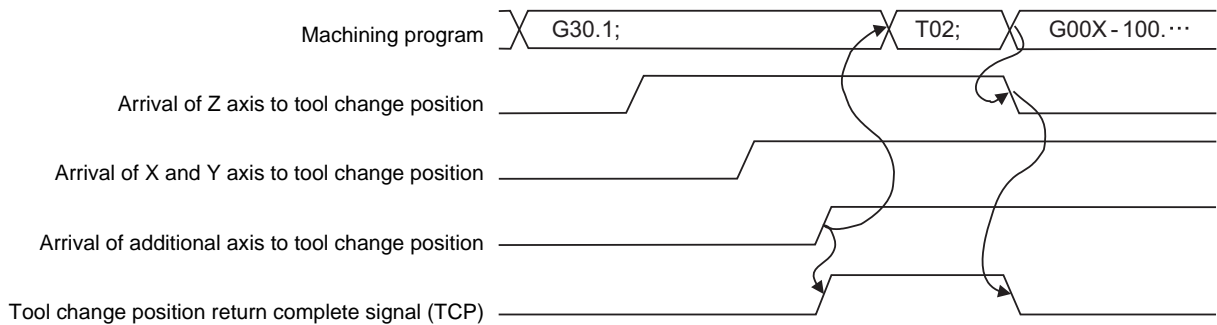 Machining program
G30.1;
T02;
G00X - 100.···
Arrival of Z axis to tool change position
Arrival of X and Y axis to tool change position
Arrival of additional axis to tool change position
Tool change position return complete signal (TCP)